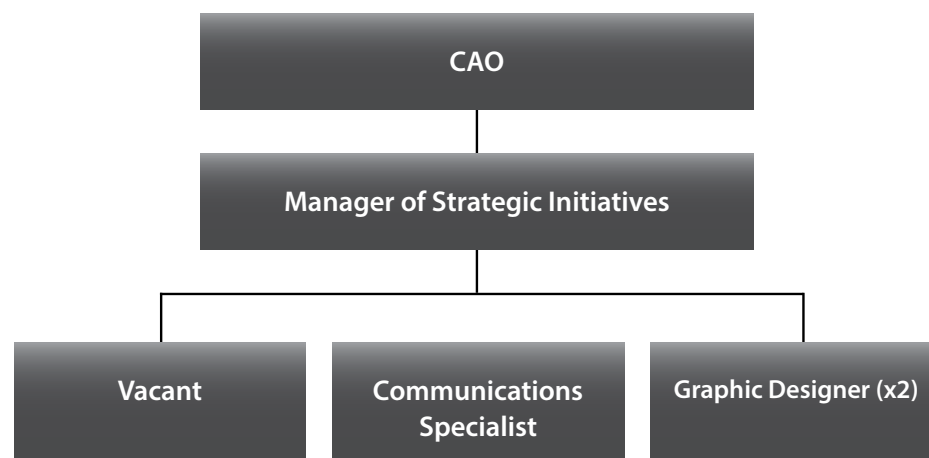 CAO
Manager of Strategic Initiatives
Vacant
Communications
Specialist
Graphic Designer (x2)